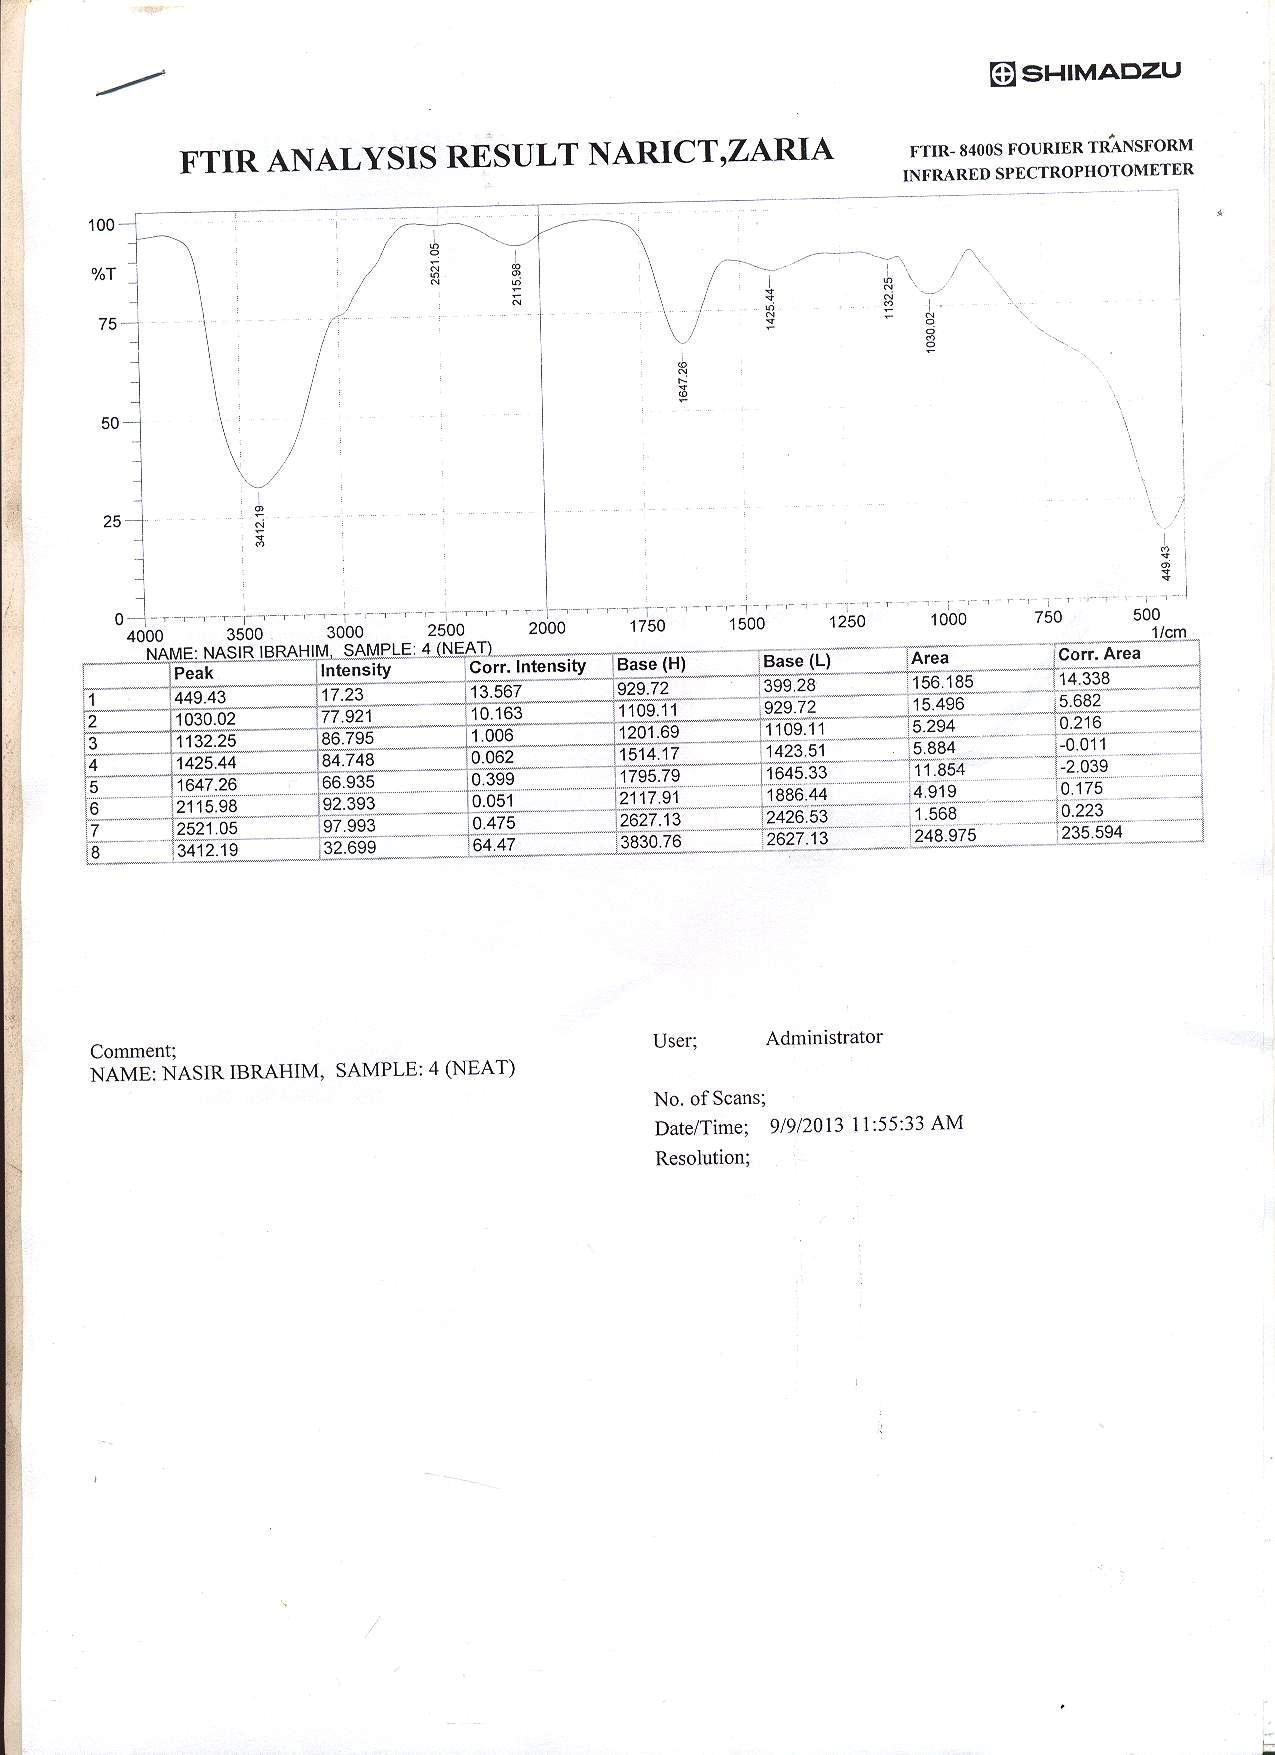 SHIMADZU
FTIR ANALYSIS RESULT NARICT,ZARIA
FTIR- 8400S FOURIER TRANSFORM
INFRARED SPECTROPHOTOMETER
100
%T
75
50
25
0
3412.19
2521.05
2115.98
1647.26
1425.44
1132.25
1030.02
449.43
4000 3500 3000 2500 2000 1750 1500 1250 1000 750 500
1/cm
NAME: NASIR IBRAHIM, SAMPLE: 4 (NEAT)
Peak Intensity Corr. Intensity Base (H) Base (L) Area Corr. Area
1 449.43 17.23 13.567 929.72 399.28 156.185 14.338
2 1030.02 77.921 10.163 1109.11 929.72 15.496 5.682
3 1132.25 86.795 1.006 1201.69 1109.11 5.294 0.216
4 1425.44 84.748 0.062 1514.17 1423.51 5.884 -0.011
5 1647.26 66.935 0.399 1795.79 1645.33 11.854 -2.039
6 2115.98 92.393 0.051 2117.91 1886.44 4.919 0.175
7 2521.05 97.993 0.475 2627.13 2426.53 1.568 0.223
8 3412.19 32.699 64.47 3830.76 2627.13 248.975 235.594
Comment;
NAME: NASIR IBRAHIM, SAMPLE: 4 (NEAT)
User; Administrator
No. of Scans;
Date/Time; 9/9/2013 11:55:33 AM
Resolution;